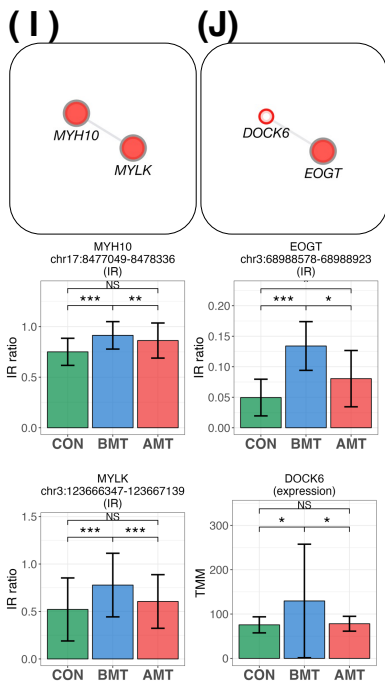 (I)
(J)
MYH10
MYLK
DOCK6
EOGT
MYH10
chr17:8477049-8478336
(IR)
NS
***
**
IR ratio
1.0
0.5
0.0
CON BMT AMT
EOGT
chr3:68988578-68988923
(IR)
***
*
IR ratio
0.20
0.15
0.10
0.05
0.00
CON BMT AMT
MYLK
chr3:123666347-123667139
(IR)
NS
***
***
IR ratio
1.5
1.0
0.5
0.0
CON BMT AMT
DOCK6
(expression)
NS
*
*
TMM
300
200
100
0
CON BMT AMT